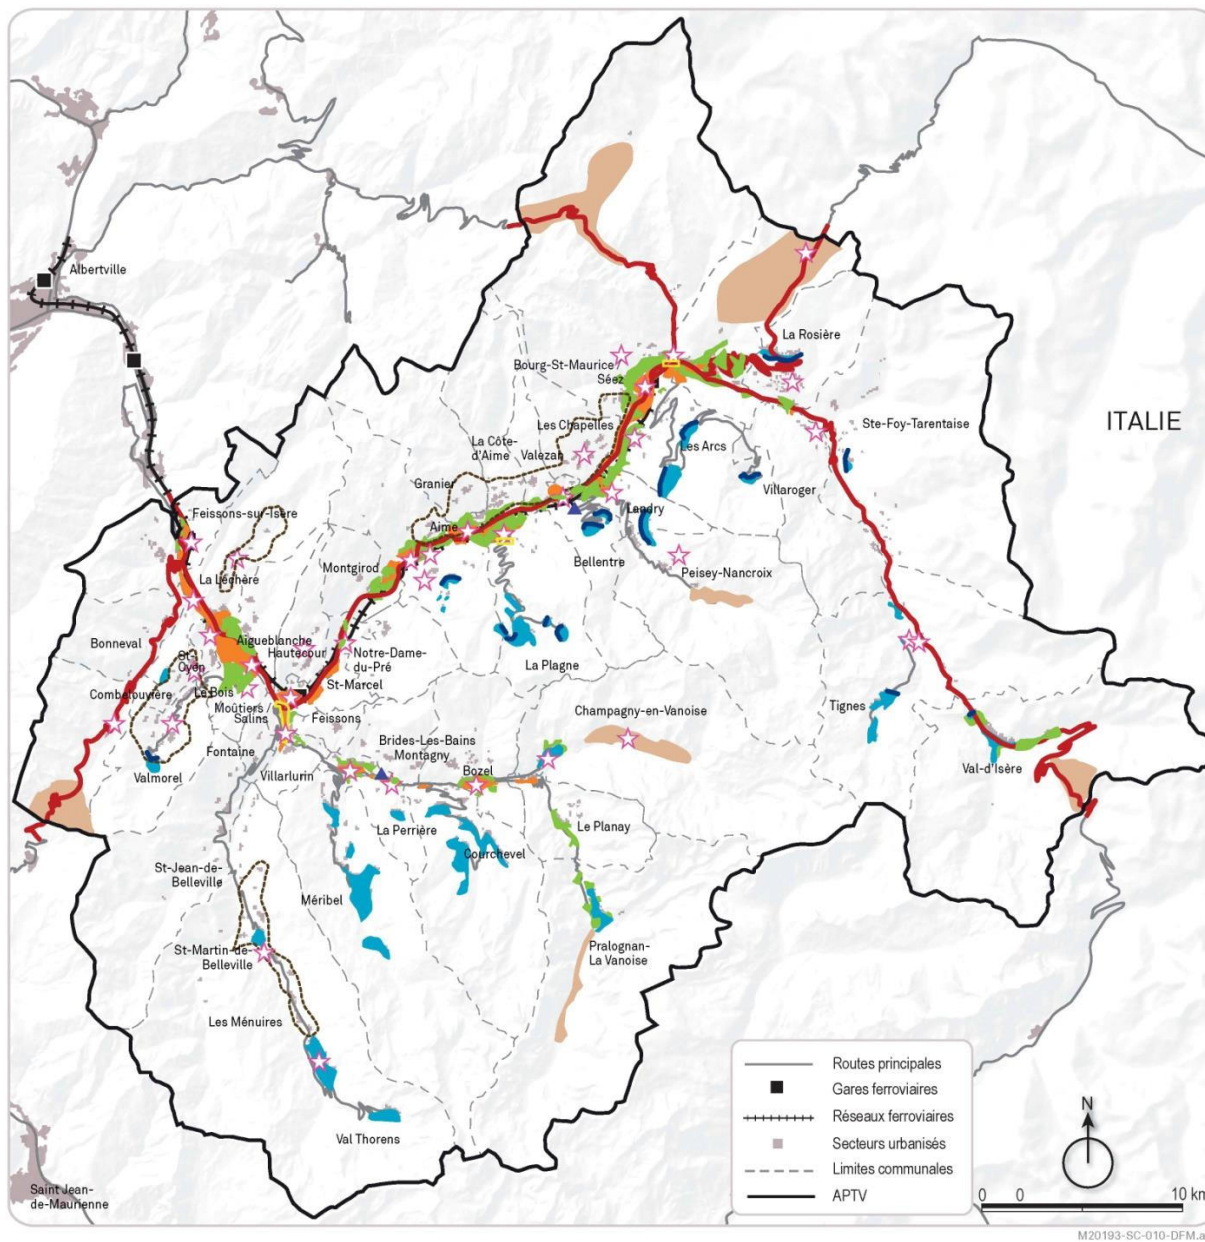 Albertville
La Rosière
Bourg-St-Maurice
Séez
ITALIE
Ste-Foy-Tarentaise
Les Chapelles
La Côte-
d'Aime
Valezan
Les Arcs
Granier
Villaroger
Feissons-sur-Isère
Landry
Aime
Montgirod
Bellentre
Peisey-Nancroix
La Léchère
Bonneval
Aigueblanche
Hautecour
Notre-Dame-
du-Pré
St-
Oyen
La Plagne
St-Marcel
Combelouvière
Le Bois
Moûtiers
Salins
Feissons
Champagny-en-Vanoise
Tignes
Fontaine
Brides-Les-Bains
Montagny
Villarlurin
Valmorel
Bozel
Val-d'Isère
La Perrière
Le Planay
Courchevel
St-Jean-de-
Belleville
Méribel
St-Martin-de-
Belleville
Pralognan-
La Vanoise
Les Ménuires
Val Thorens
Saint Jean-
de-Maurienne
Routes principales
Gares ferroviaires
Réseaux ferroviaires
Secteurs urbanisés
Limites communales
APTV
N
0 0 10 km
M20193-SC-010-DFM.a